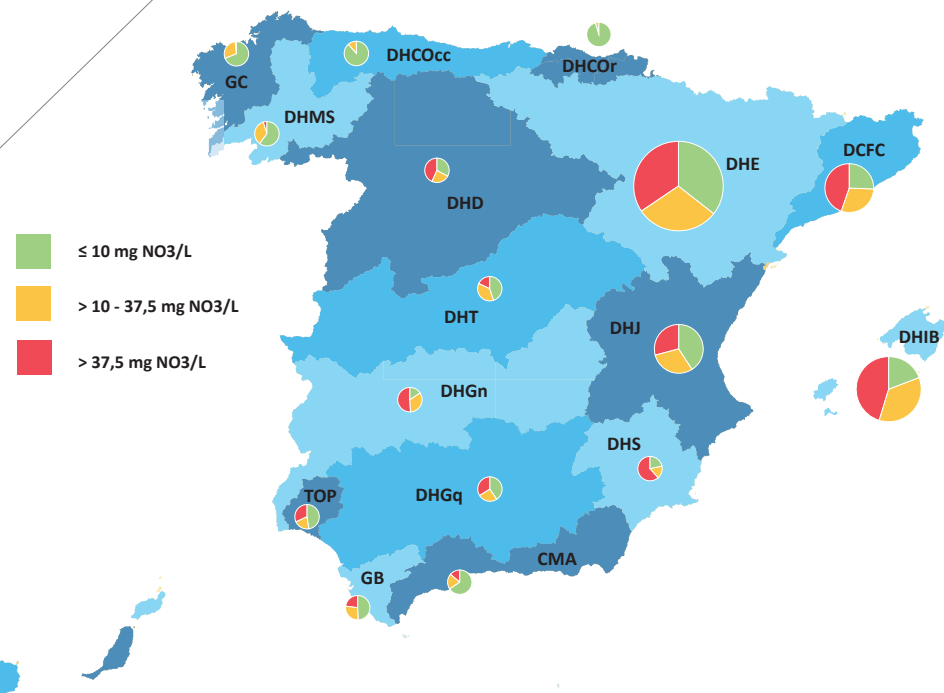 DHCOcc
DHCOr
GC
DHMS
DHE
DCFC
DHD
≤ 10 mg NO3/L
> 10 - 37,5 mg NO3/L
> 37,5 mg NO3/L
DHT
DHJ
DHIB
DHGn
DHS
TOP
DHGq
CMA
GB